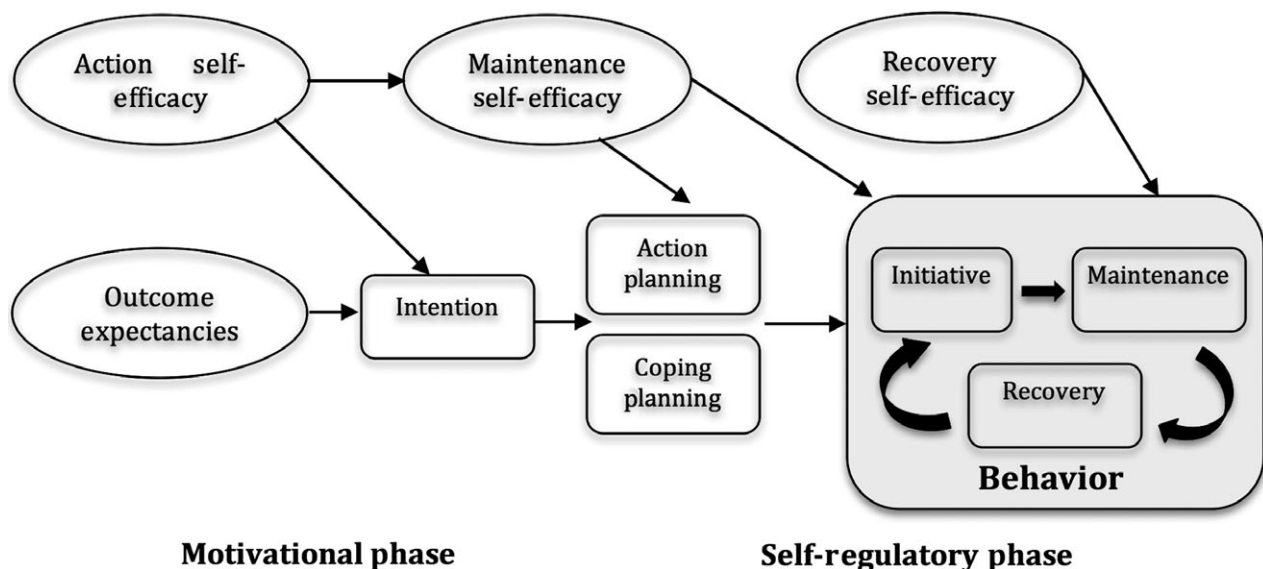 Action self-
efficacy
Maintenance
self-efficacy
Recovery
self-efficacy
Outcome
expectancies
Intention
Action
planning
Coping
planning
Initiative
Maintenance
Recovery
Behavior
Motivational phase
Self-regulatory phase